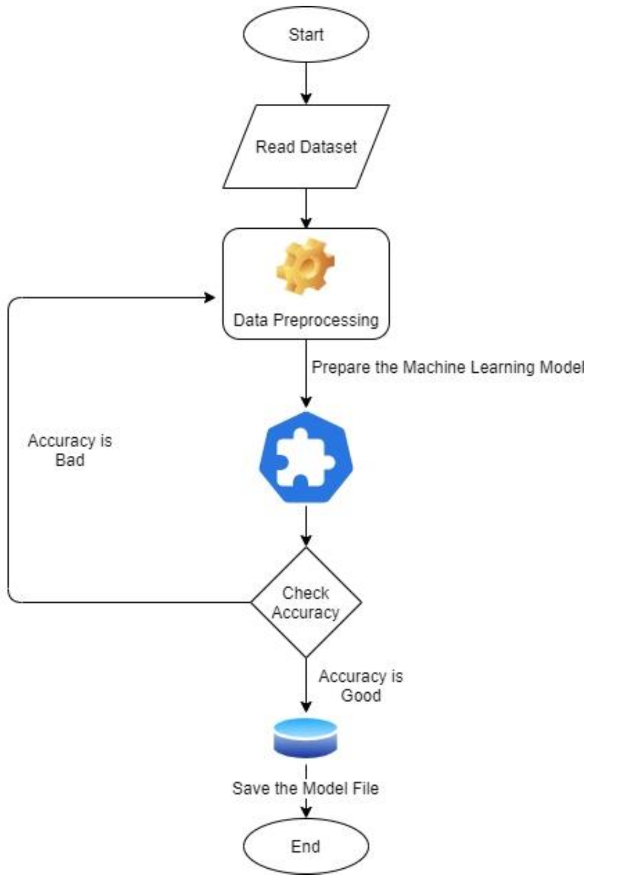 Start
Read Dataset
Data Preprocessing
Prepare the Machine Learning Model
Accuracy is
Bad
Check
Accuracy
Accuracy is
Good
Save the Model File
End